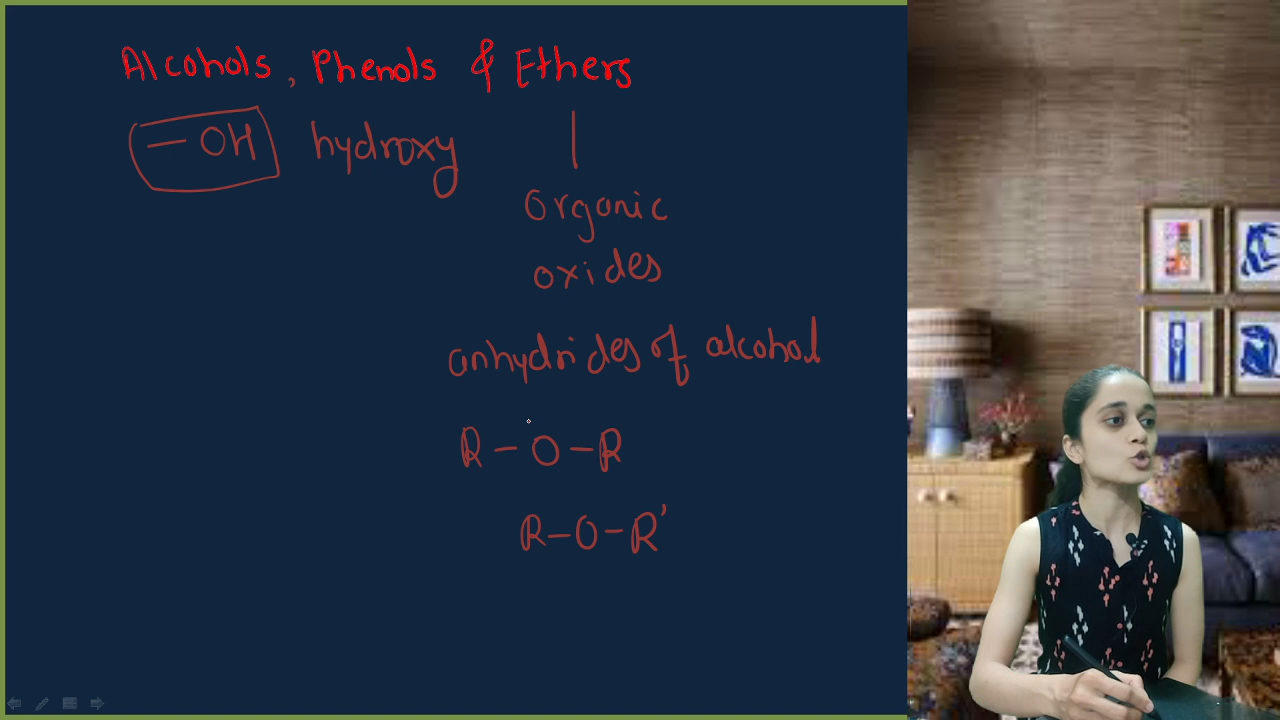 Alcohols, Phenols & Ethers
-OH hydroxy
Organic
oxides
anhydrides of alcohol
R-O-R
R-O-R'